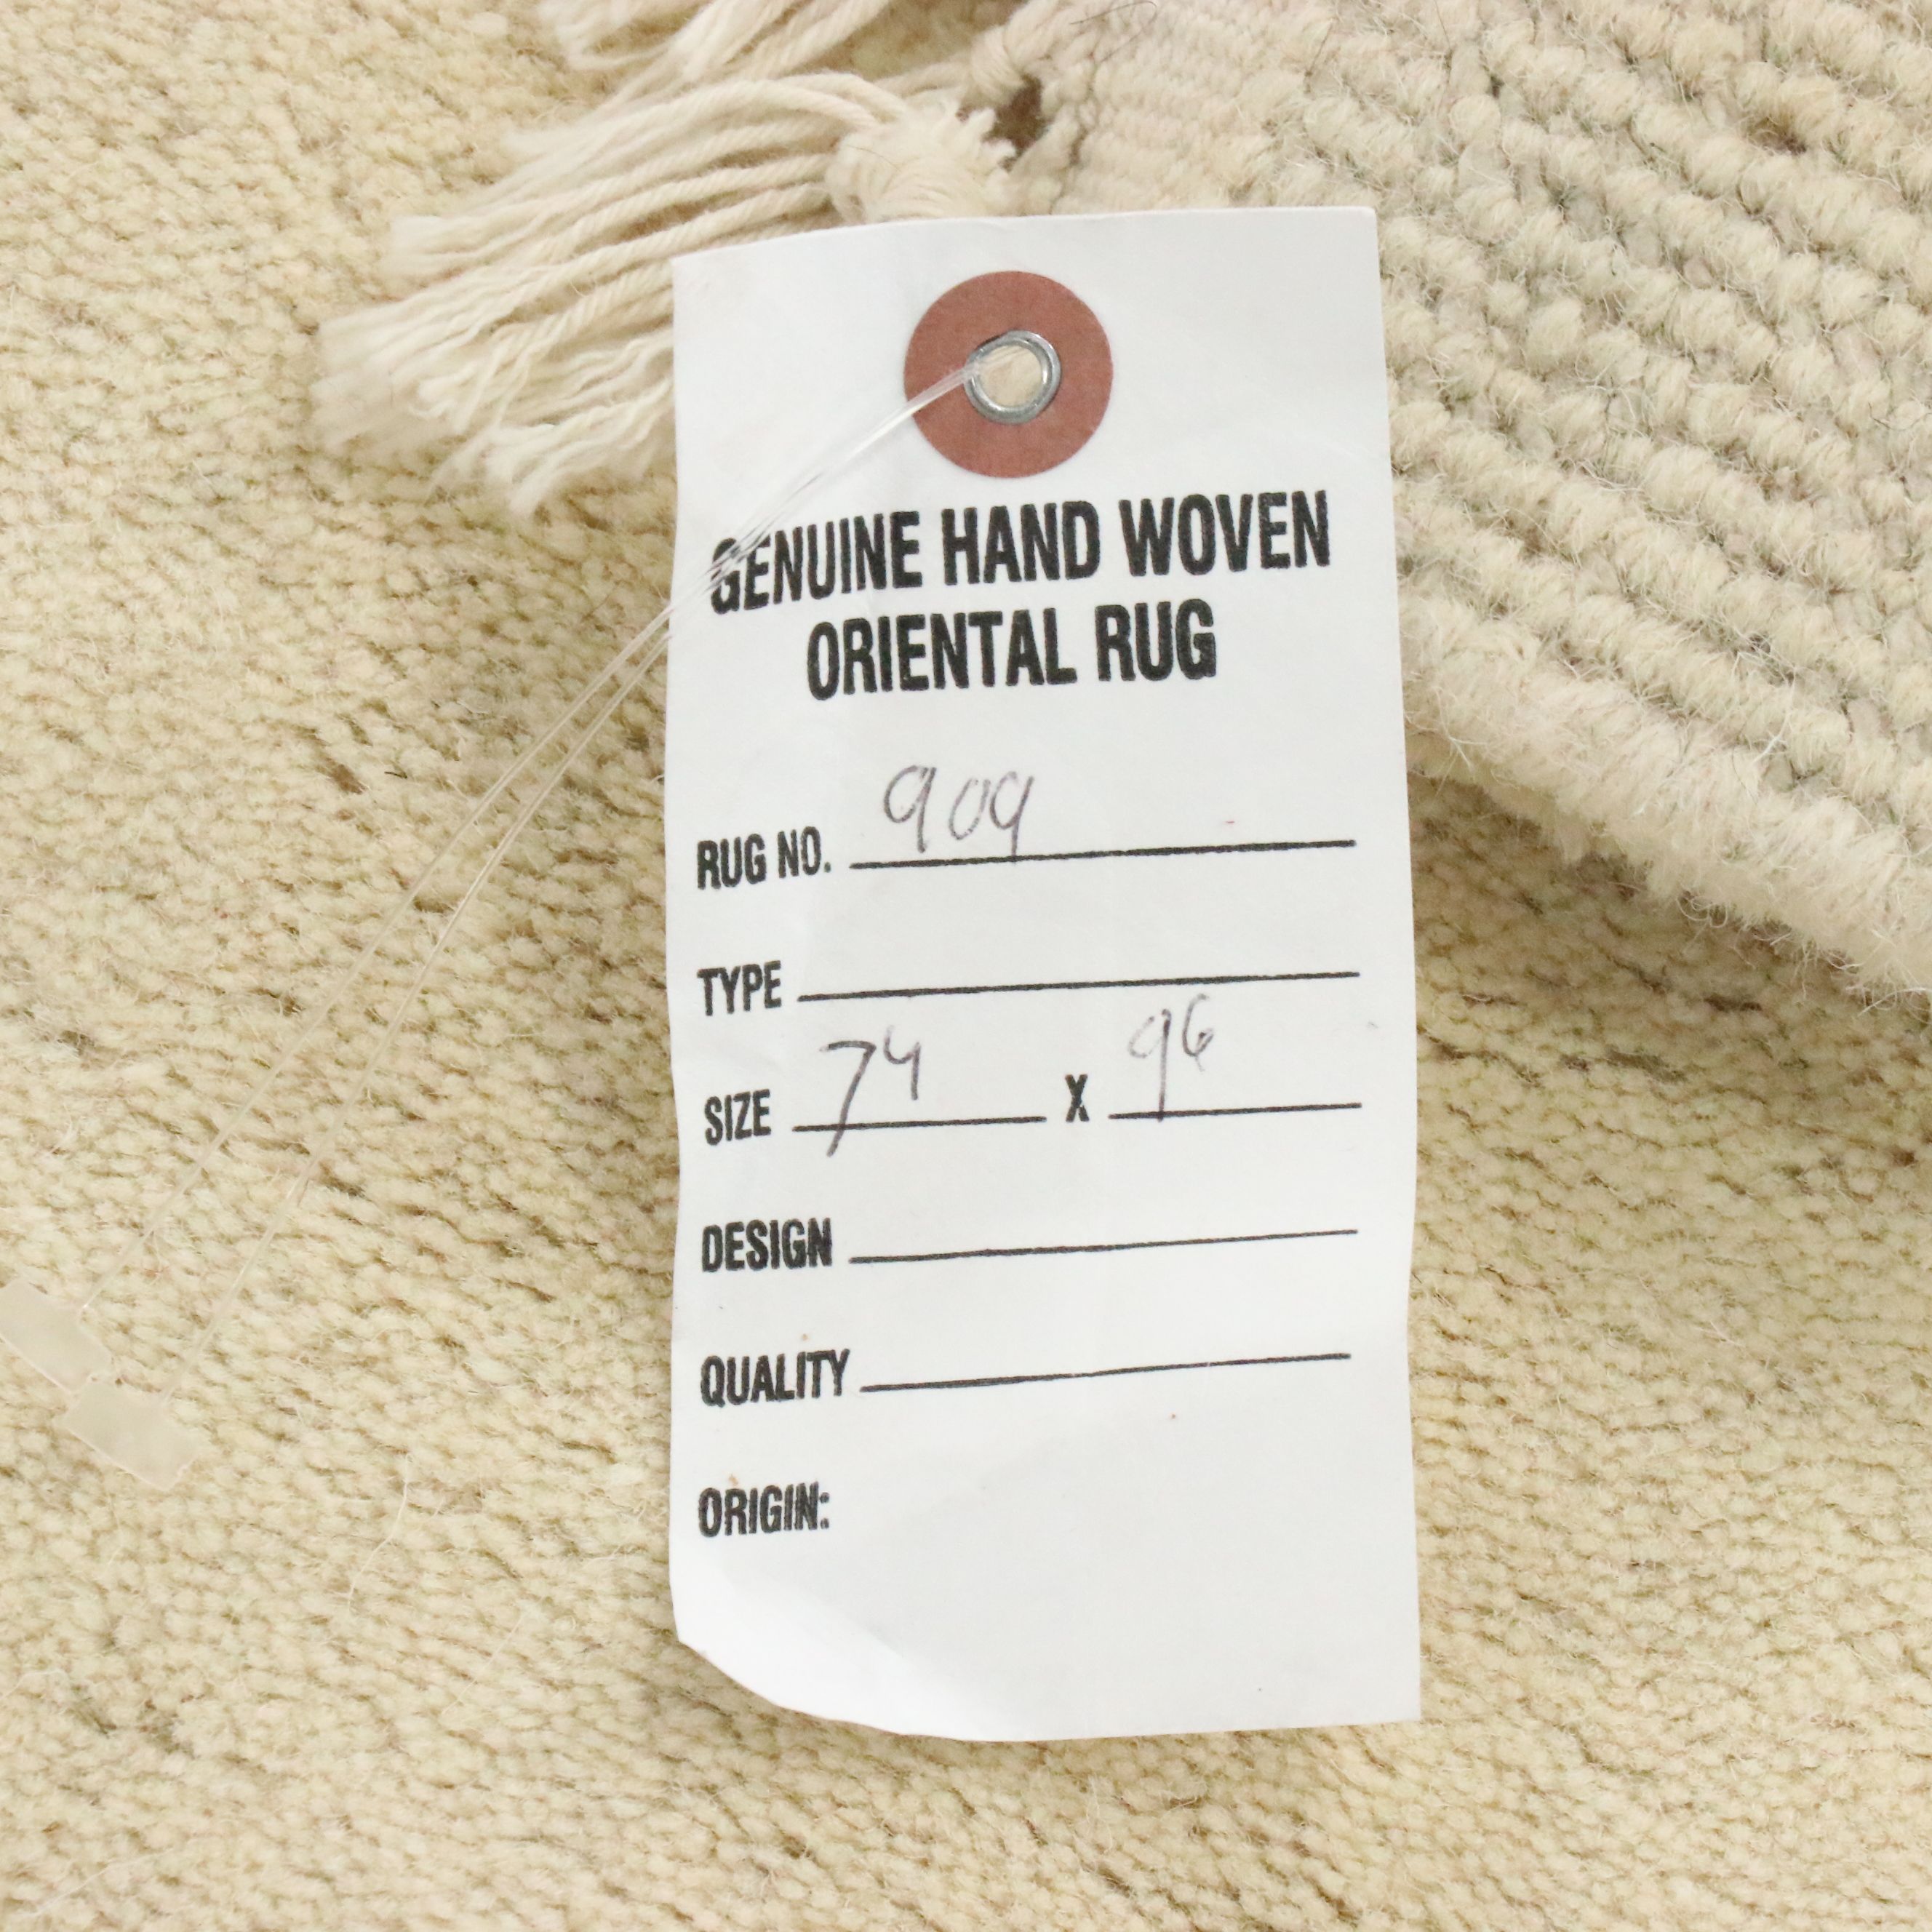 GENUINE HAND WOVEN
ORIENTAL RUG
RUG NO. 909
TYPE
SIZE 74 X 96
DESIGN
QUALITY
ORIGIN: